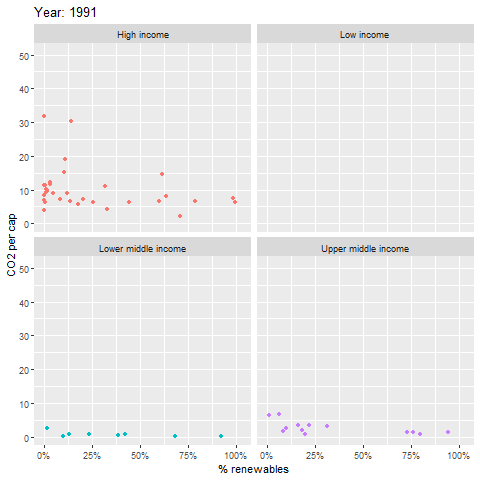 Year: 1991
High income
Low income
50
40
30
20
10
0
CO2 per cap
Lower middle income
Upper middle income
50
40
30
20
10
0
0% 25% 50% 75% 100% 0% 25% 50% 75% 100%
% renewables